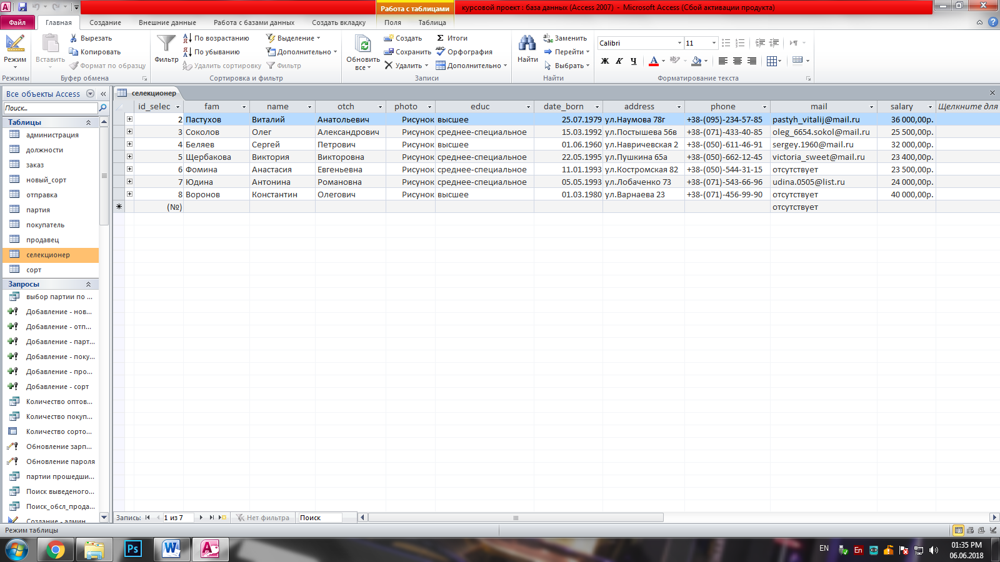 Работа с таблицами
курсовой проект : база данных (Access 2007) - Microsoft Access (Сбой активации продукта)
Файл Главная Создание Внешние данные Работа с базами данных Создать вкладку Поля Таблица
Режим
Режимы
Вставить
Вырезать
Копировать
Формат по образцу
Буфер обмена
Фильтр
По возрастанию
По убыванию
Удалить сортировку
Выделение
Дополнительно
Фильтр
Сортировка и фильтр
Обновить
все
Создать
Сохранить
Удалить
Итоги
Орфография
Дополнительно
Записи
Найти
Заменить
Перейти
Выбрать
Найти
Calibri 11
Ж К Ч
Форматирование текста
Все объекты Access
Поиск...
Таблицы
администрация
должности
заказ
новый_сорт
отправка
партия
покупатель
продавец
селекционер
сорт
Запросы
выбор партии по ...
Добавление - нов...
Добавление - отп...
Добавление - парт...
Добавление - поку...
Добавление - про...
Добавление - сорт
Количество оптов...
Количество покуп...
Количество сорто...
Обновление зарп...
Обновление пароля
партии прошедши...
Поиск выведеного...
Поиск_обсл_прода...
Создание - админ...
селекционер
id_selec fam name otch photo educ date_born address phone mail salary Щелкните для
2 Пастухов Виталий Анатольевич Рисунок высшее 25.07.1979 ул.Наумова 78г +38-(095)-234-57-85 pastyh_vitalij@mail.ru 36 000,00р.
3 Соколов Олег Александрович Рисунок среднее-специальное 15.03.1992 ул.Постышева 56в +38-(071)-433-40-85 oleg_6654.sokol@mail.ru 25 500,00р.
4 Беляев Сергей Петрович Рисунок высшее 01.06.1960 ул.Навричевская 2 +38-(050)-611-46-91 sergey.1960@mail.ru 32 000,00р.
5 Щербакова Виктория Викторовна Рисунок среднее-специальное 22.05.1995 ул.Пушкина 65а +38-(050)-662-12-45 victoria_sweet@mail.ru 23 400,00р.
6 Фомина Анастасия Евгеньевна Рисунок среднее-специальное 11.01.1993 ул.Костромская 82 +38-(050)-544-31-15 отсутствует 23 500,00р.
7 Юдина Антонина Романовна Рисунок среднее-специальное 05.05.1993 ул.Лобаченко 73 +38-(071)-543-66-96 udina.0505@list.ru 24 000,00р.
8 Воронов Константин Олегович Рисунок высшее 01.03.1980 ул.Варнаева 23 +38-(071)-456-99-90 отсутствует 40 000,00р.
(№) отсутствует
Запись: 1 из 7 Нет фильтра Поиск
Режим таблицы
Ps W A EN En
01:35 PM
06.06.2018